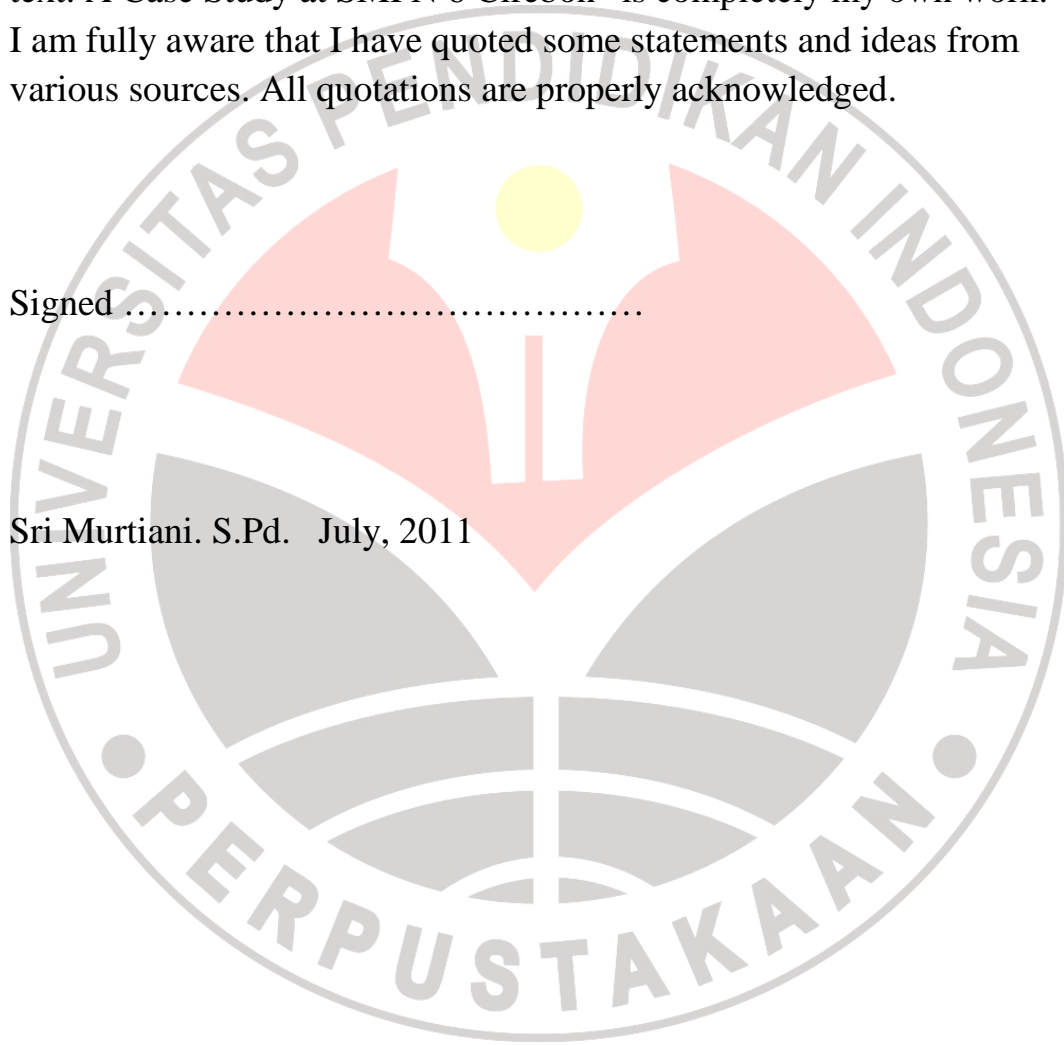 text. A Case Study at SMPN Cirebon is completely my own work.
I am fully aware that I have quoted some statements and ideas from
various sources. All quotations are properly acknowledged.
Signed ……………………………………
Sri Murtiani. S.Pd. July, 2011
UNIVERSITAS PENDIDIKAN INDONESIA
PERPUSTAKAAN